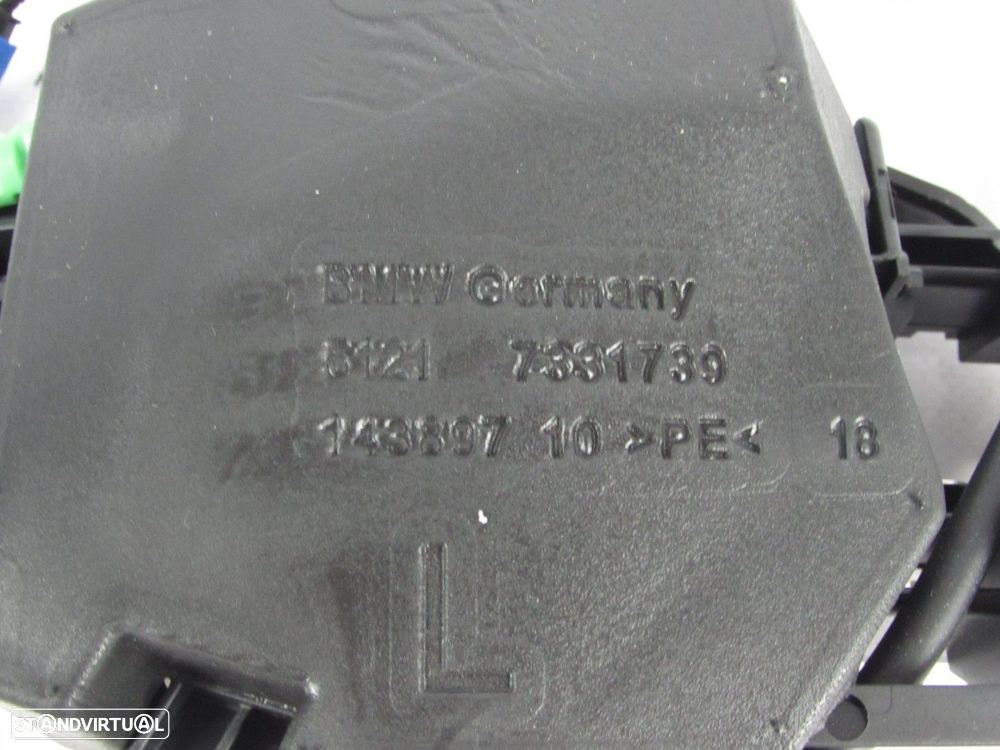 BMW Germany
5121 7331739
143897 10 >PE< 18
L
STANDVIRTUAL